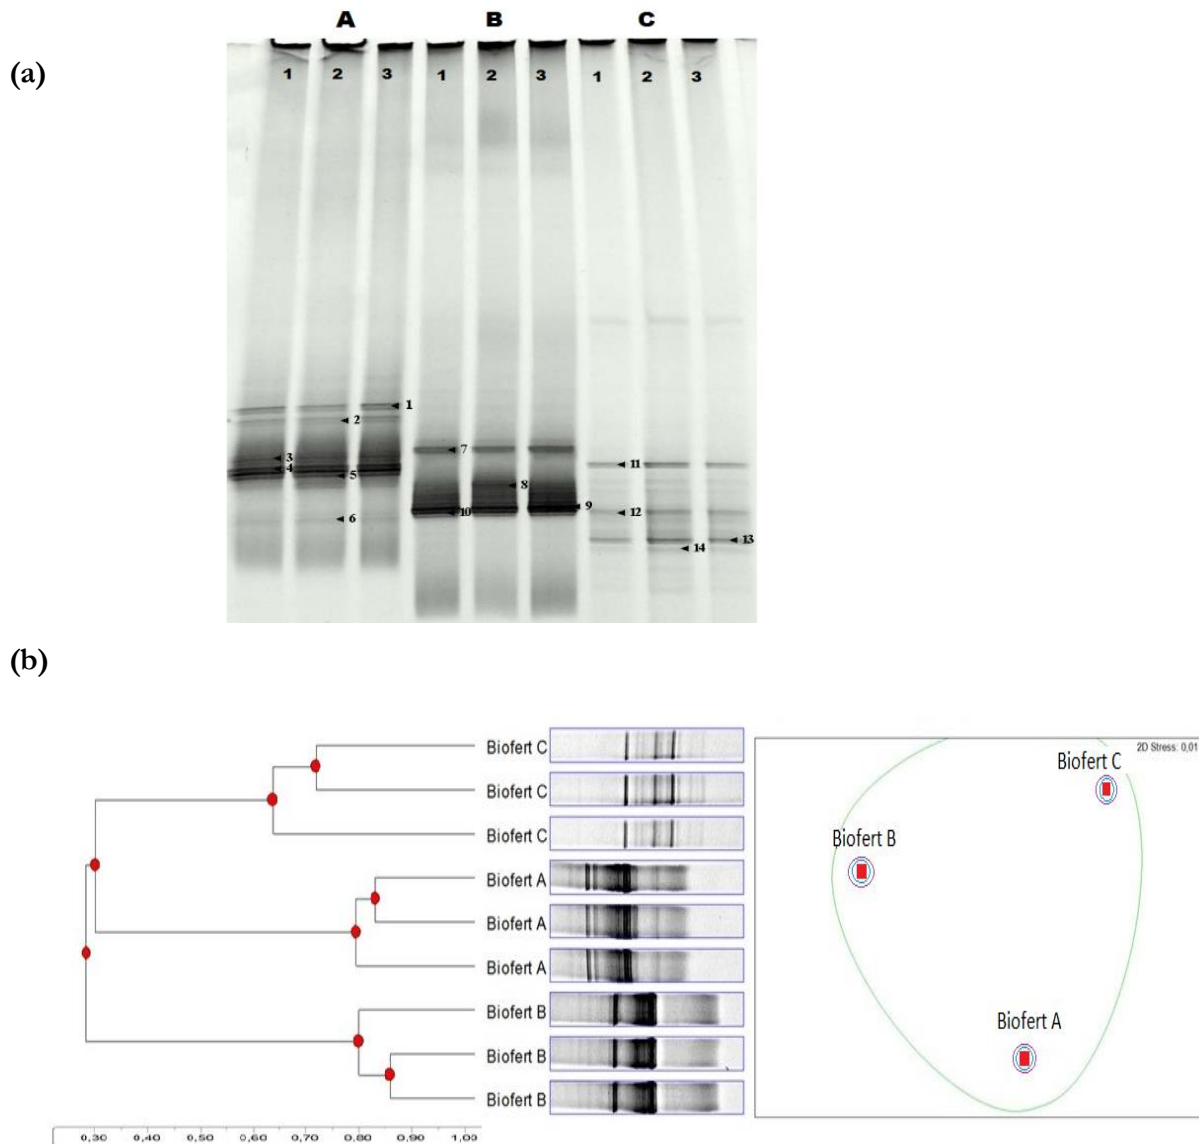 A B C
(a)
1 2 3 1 2 3 1 2 3
1
2
7
3
11
4
5
8
9
10
12
6
13
14
(b)
Biofert C
Biofert C
Biofert C
Biofert A
Biofert A
Biofert A
Biofert B
Biofert B
Biofert B
0,30 0,40 0,50 0,60 0,70 0,80 0,90 1,00
2D Stress: 0,01
Biofert C
Biofert B
Biofert A